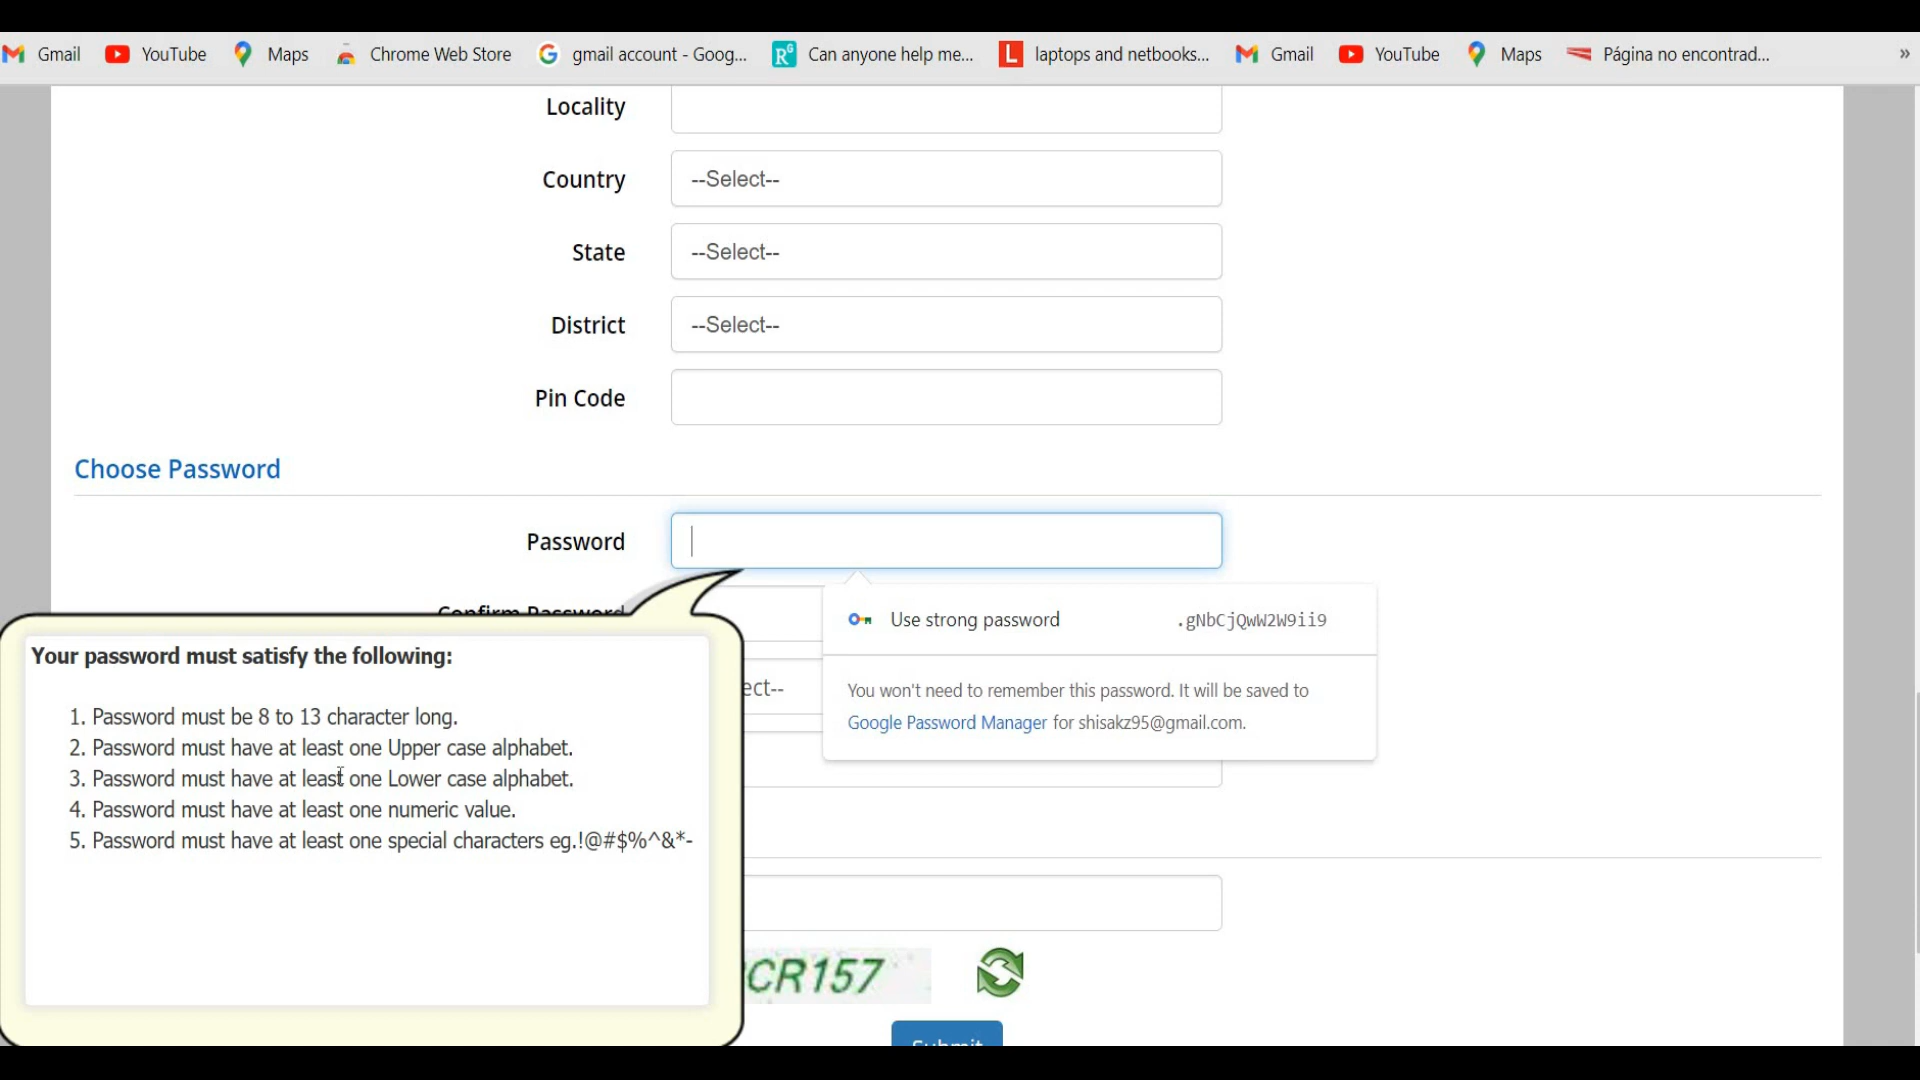 Gmail YouTube Maps Chrome Web Store gmail account - Goog... Can anyone help me... laptops and netbooks... Gmail YouTube Maps Página no encontrad... »
Locality
Country --Select--
State --Select--
District --Select--
Pin Code
Choose Password
Password
Confirm Password
Use strong password .gNbCjQwW2W9ii9
You won't need to remember this password. It will be saved to
Google Password Manager for shisakz95@gmail.com.
ect--
Your password must satisfy the following:
1. Password must be 8 to 13 character long.
2. Password must have at least one Upper case alphabet.
3. Password must have at least one Lower case alphabet.
4. Password must have at least one numeric value.
5. Password must have at least one special characters eg.!@#$%^&*-
CR157
Submit